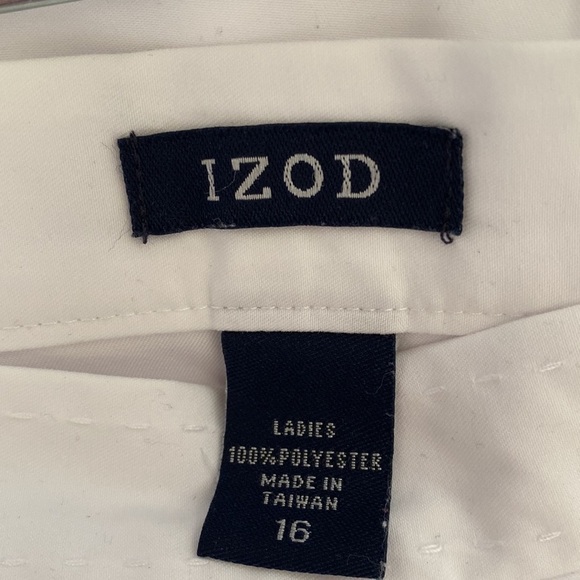 IZOD
LADIES
100%POLYESTER
MADE IN
TAIWAN
16